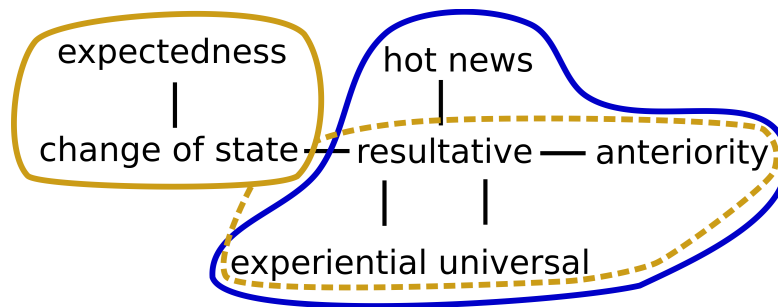 expectedness
hot news
change of state
resultative
anteriority
experiential universal